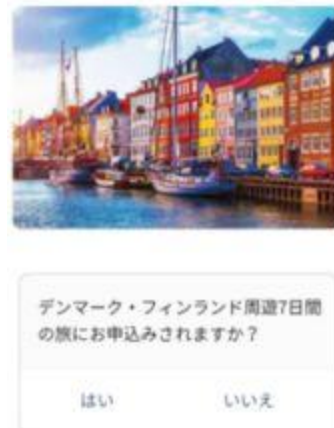 デンマーク・フィンランド周遊7日間
の旅にお申込みされますか？
はい
いいえ